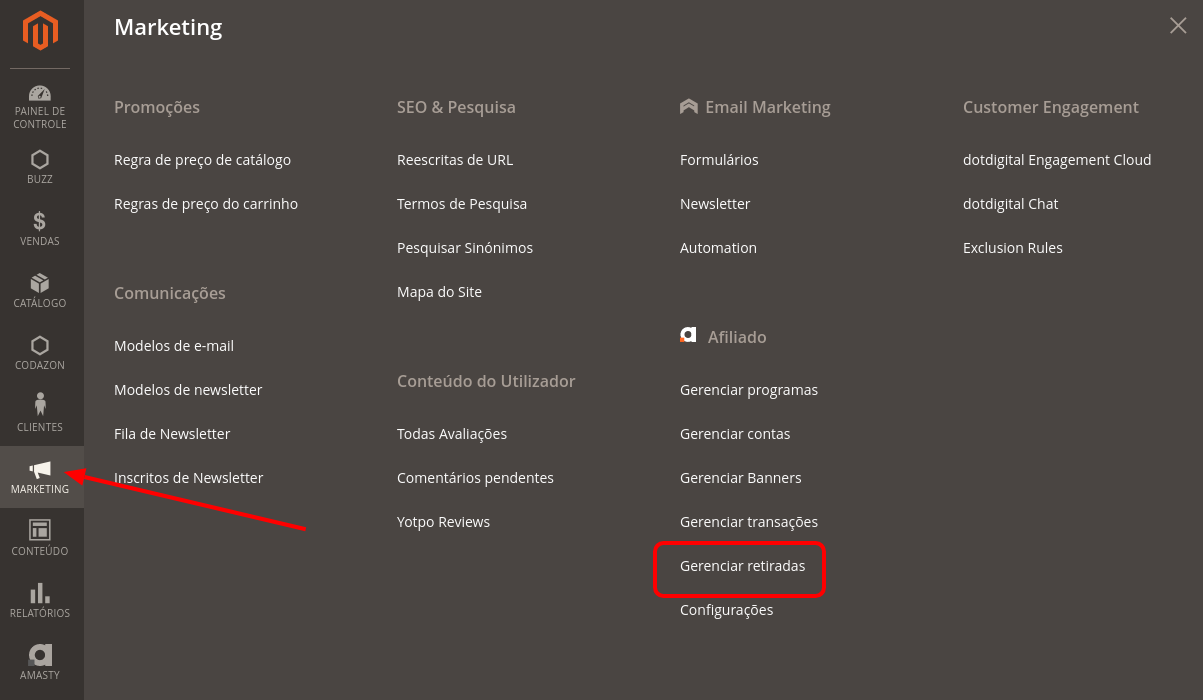 Marketing
PAINEL DE
CONTROLE
BUZZ
VENDAS
CATÁLOGO
CODAZON
CLIENTES
MARKETING
CONTEÚDO
RELATÓRIOS
AMASTY
Promoções
Regra de preço de catálogo
Regras de preço do carrinho
Comunicações
Modelos de e-mail
Modelos de newsletter
Fila de Newsletter
Inscritos de Newsletter
SEO & Pesquisa
Reescritas de URL
Termos de Pesquisa
Pesquisar Sinónimos
Mapa do Site
Conteúdo do Utilizador
Todas Avaliações
Comentários pendentes
Yotpo Reviews
Email Marketing
Formulários
Newsletter
Automation
Afiliado
Gerenciar programas
Gerenciar contas
Gerenciar Banners
Gerenciar transações
Gerenciar retiradas
Configurações
Customer Engagement
dotdigital Engagement Cloud
dotdigital Chat
Exclusion Rules